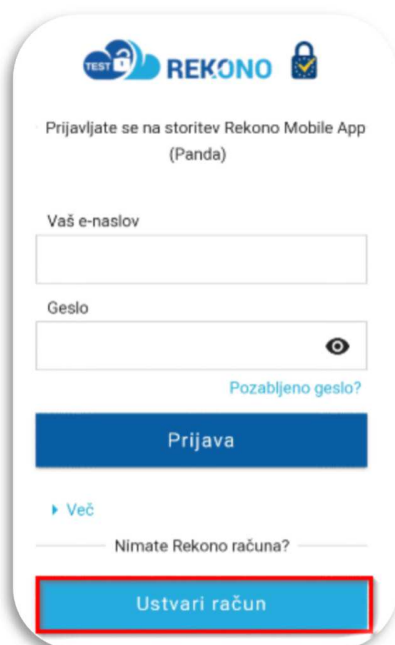 TEST
REKONO
Prijavljate se na storitev Rekono Mobile App
(Panda)
Vaš e-naslov
Geslo
Pozabljeno geslo?
Prijava
Več
Nimate Rekono računa?
Ustvari račun